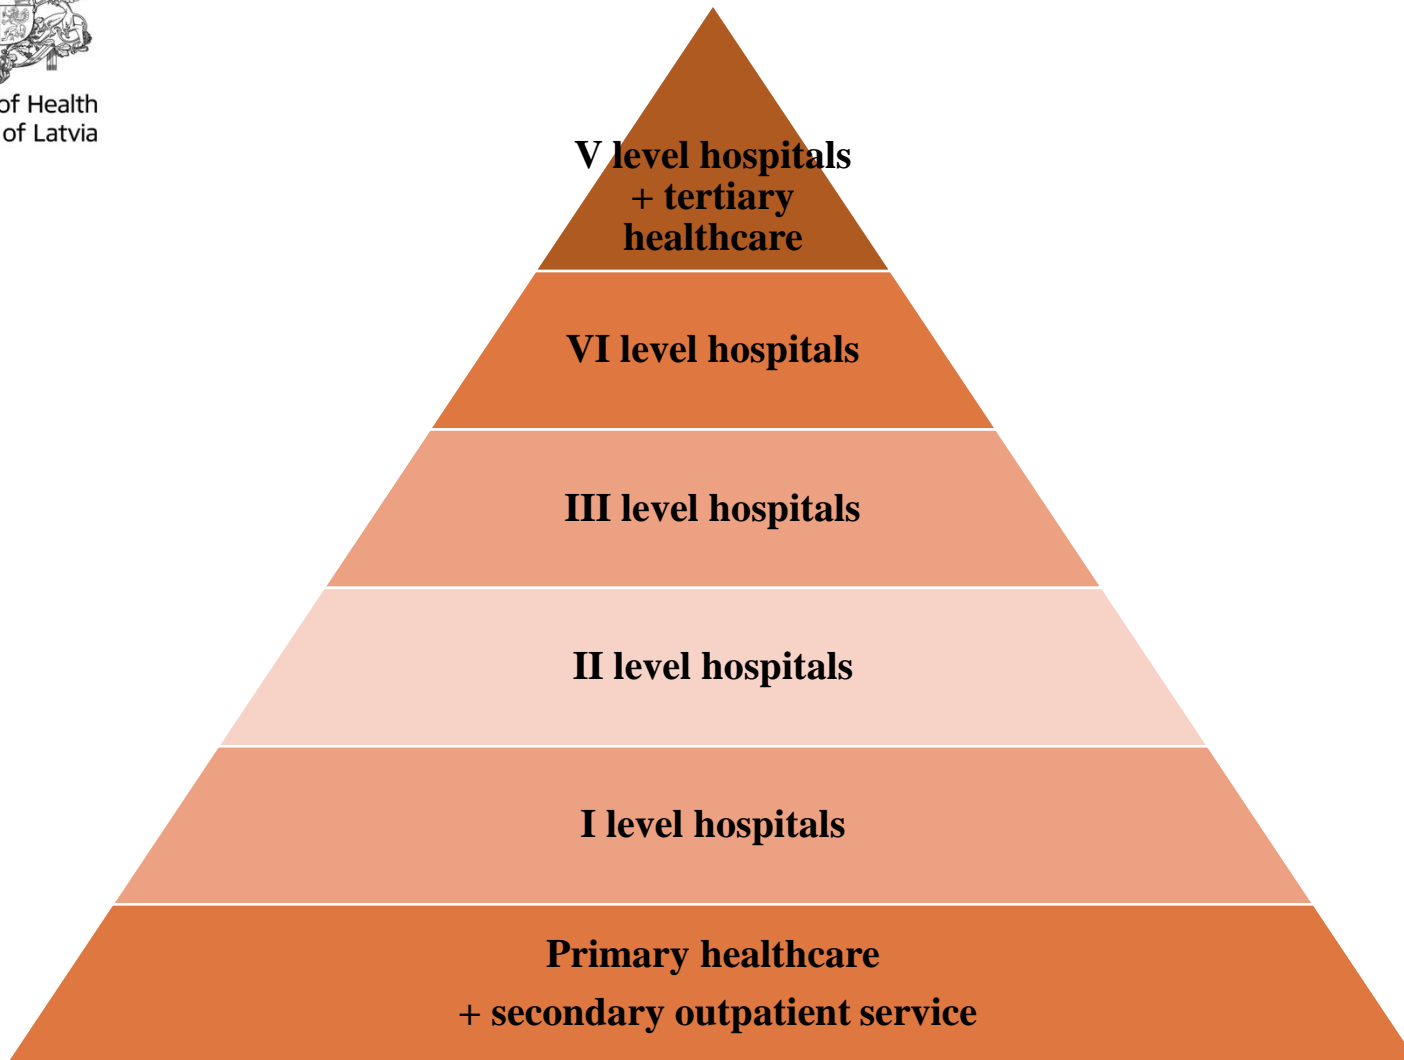 of Health
of Latvia
V level hospitals
+ tertiary
healthcare
VI level hospitals
III level hospitals
II level hospitals
I level hospitals
Primary healthcare
+ secondary outpatient service